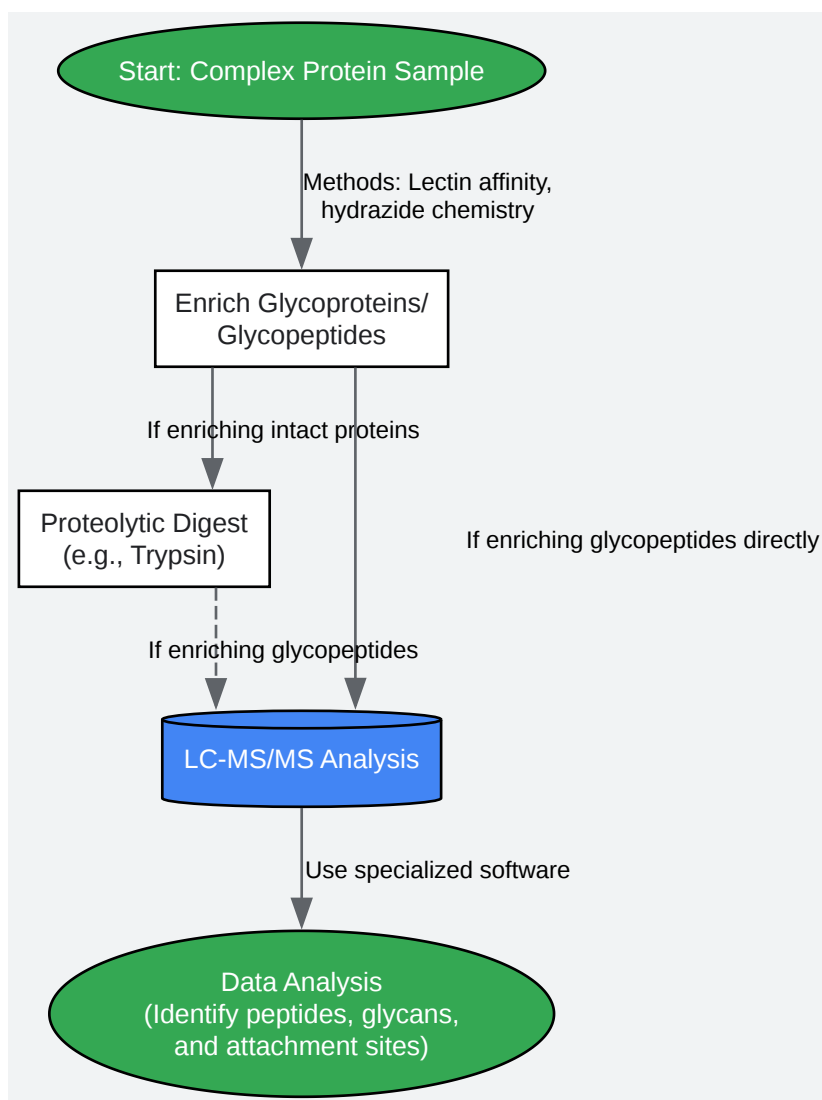 Start: Complex Protein Sample
Methods: Lectin affinity,
hydrazide chemistry
Enrich Glycoproteins/
Glycopeptides
If enriching intact proteins
Proteolytic Digest
(e.g., Trypsin)
If enriching glycopeptides directly
If enriching glycopeptides
LC-MS/MS Analysis
Use specialized software
Data Analysis
(Identify peptides, glycans,
and attachment sites)